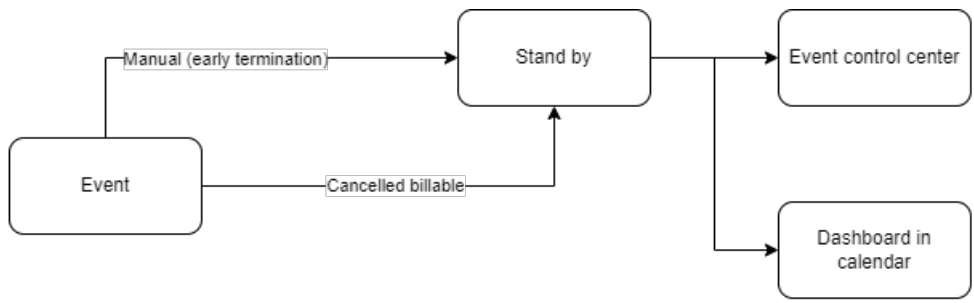 Manual (early termination)
Stand by
Event control center
Event
Cancelled billable
Dashboard in
calendar